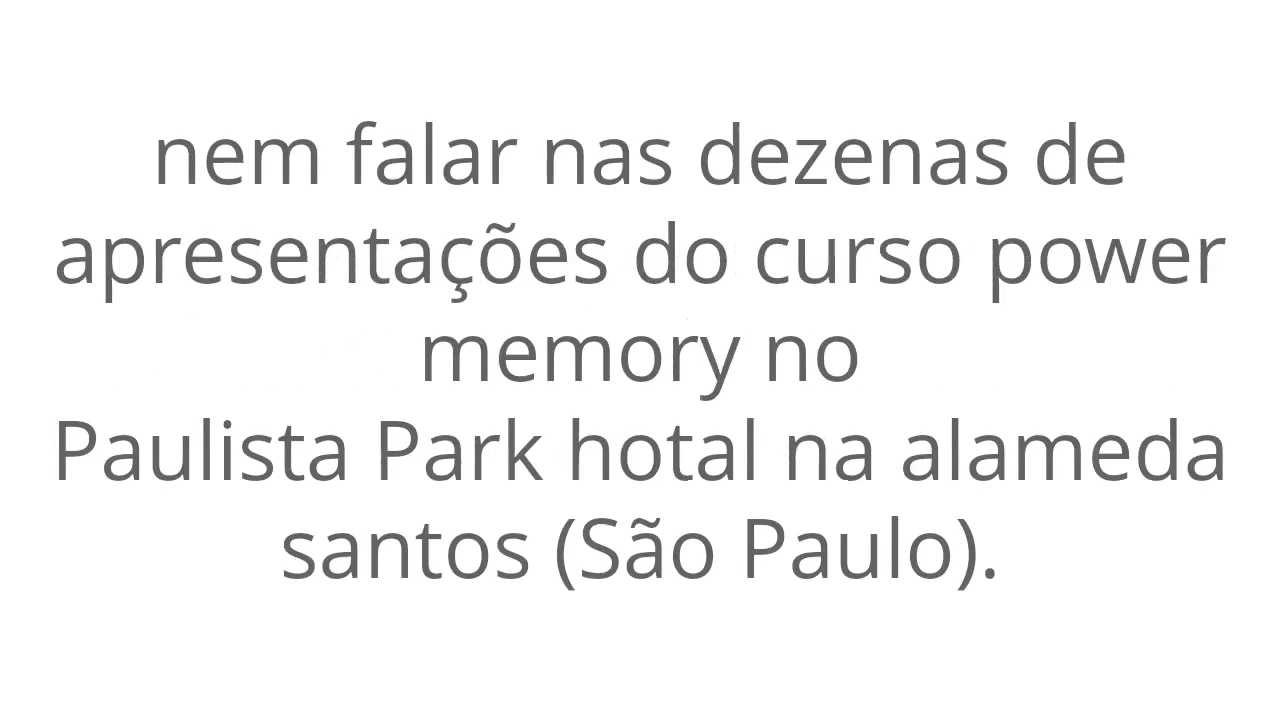 nem falar nas dezenas de
apresentações do curso power
memory no
Paulista Park hotal na alameda
santos (São Paulo).